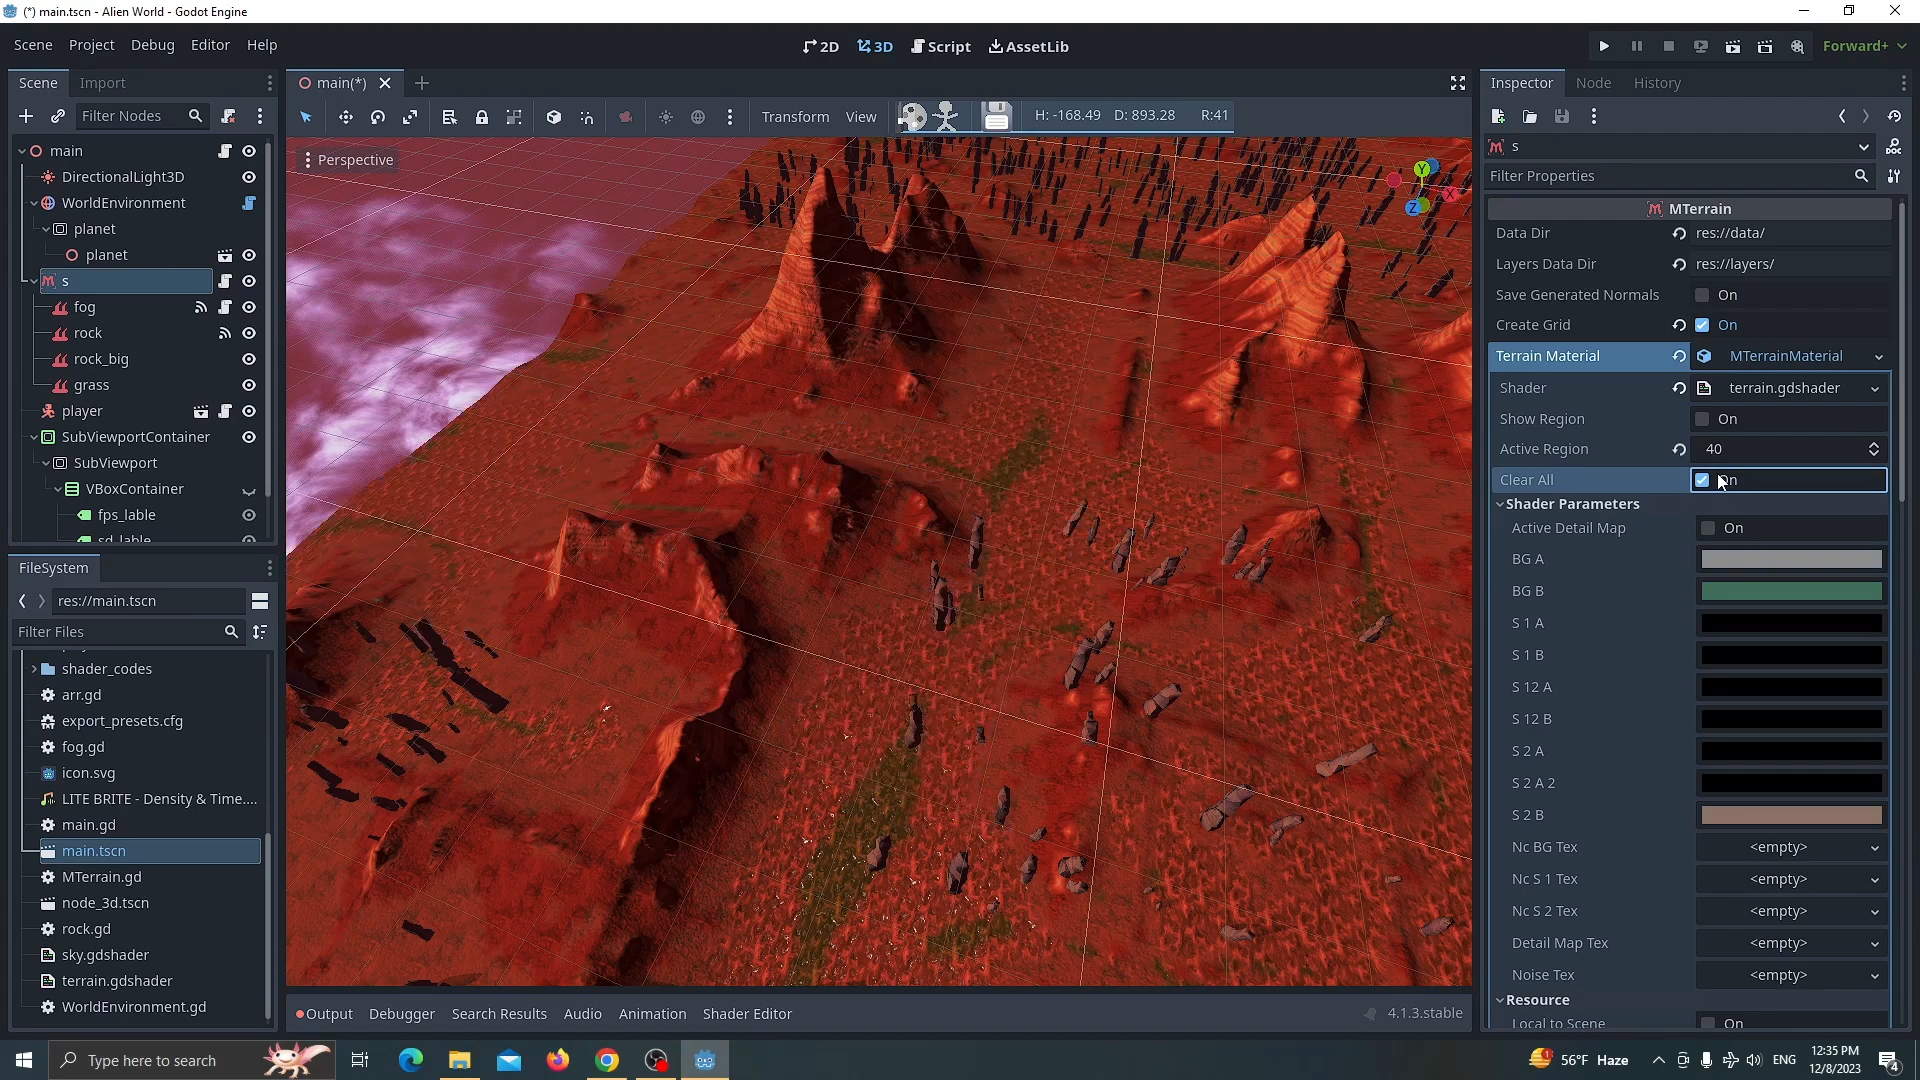 (*) main.tscn - Alien World - Godot Engine
Scene Project Debug Editor Help
2D 3D Script AssetLib
Forward+
Scene Import
main(*)
Inspector Node History
Filter Nodes
Transform View
H: -168.49 D: 893.28 R:41
Perspective
Y
X
Z
main
DirectionalLight3D
WorldEnvironment
planet
planet
s
fog
rock
rock_big
grass
player
SubViewportContainer
SubViewport
VBoxContainer
fps_lable
sd_lable
FileSystem
res://main.tscn
Filter Files
shader_codes
arr.gd
export_presets.cfg
fog.gd
icon.svg
LITE BRITE - Density & Time....
main.gd
main.tscn
MTerrain.gd
node_3d.tscn
rock.gd
sky.gdshader
terrain.gdshader
WorldEnvironment.gd
s
DOC
Filter Properties
MTerrain
Data Dir res://data/
Layers Data Dir res://layers/
Save Generated Normals On
Create Grid On
Terrain Material MTerrainMaterial
Shader terrain.gdshader
Show Region On
Active Region 40
Clear All On
Shader Parameters
Active Detail Map On
BG A
BG B
S 1 A
S 1 B
S 12 A
S 12 B
S 2 A
S 2 A 2
S 2 B
Nc BG Tex <empty>
Nc S 1 Tex <empty>
Nc S 2 Tex <empty>
Detail Map Tex <empty>
Noise Tex <empty>
Resource
Local to Scene On
Output Debugger Search Results Audio Animation Shader Editor
4.1.3.stable
Type here to search
56°F Haze
ENG
12:35 PM
12/8/2023
4